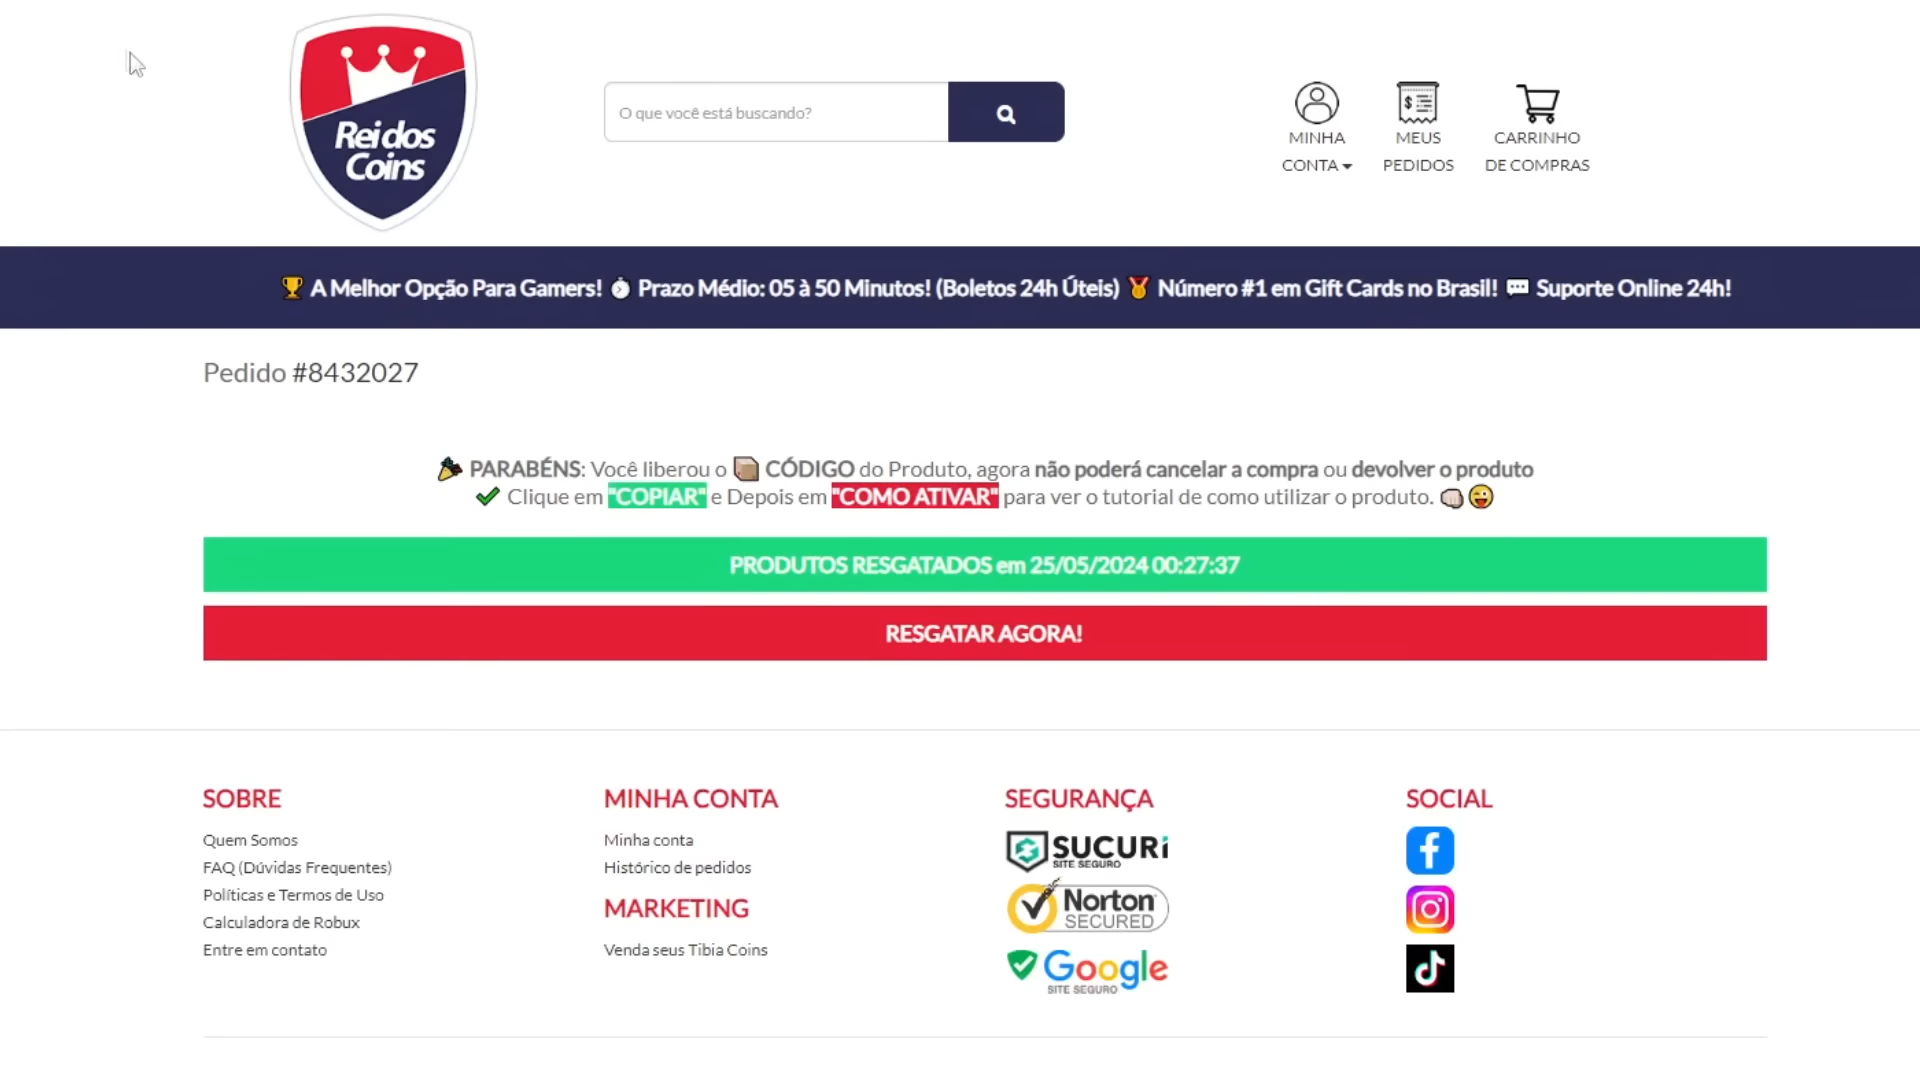 Rei dos
Coins
O que você está buscando?
MINHA
CONTA
MEUS
PEDIDOS
CARRINHO
DE COMPRAS
A Melhor Opção Para Gamers! Prazo Médio: 05 à 50 Minutos! (Boletos 24h Úteis) Número #1 em Gift Cards no Brasil! Suporte Online 24h!
Pedido #8432027
PARABÉNS: Você liberou o CÓDIGO do Produto, agora não poderá cancelar a compra ou devolver o produto
Clique em "COPIAR" e Depois em "COMO ATIVAR" para ver o tutorial de como utilizar o produto.
PRODUTOS RESGATADOS em 25/05/2024 00:27:37
RESGATAR AGORA!
SOBRE
Quem Somos
FAQ (Dúvidas Frequentes)
Políticas e Termos de Uso
Calculadora de Robux
Entre em contato
MINHA CONTA
Minha conta
Histórico de pedidos
MARKETING
Venda seus Tibia Coins
SEGURANÇA
SUCURi
SITE SEGURO
Norton
SECURED
Google
SITE SEGURO
SOCIAL